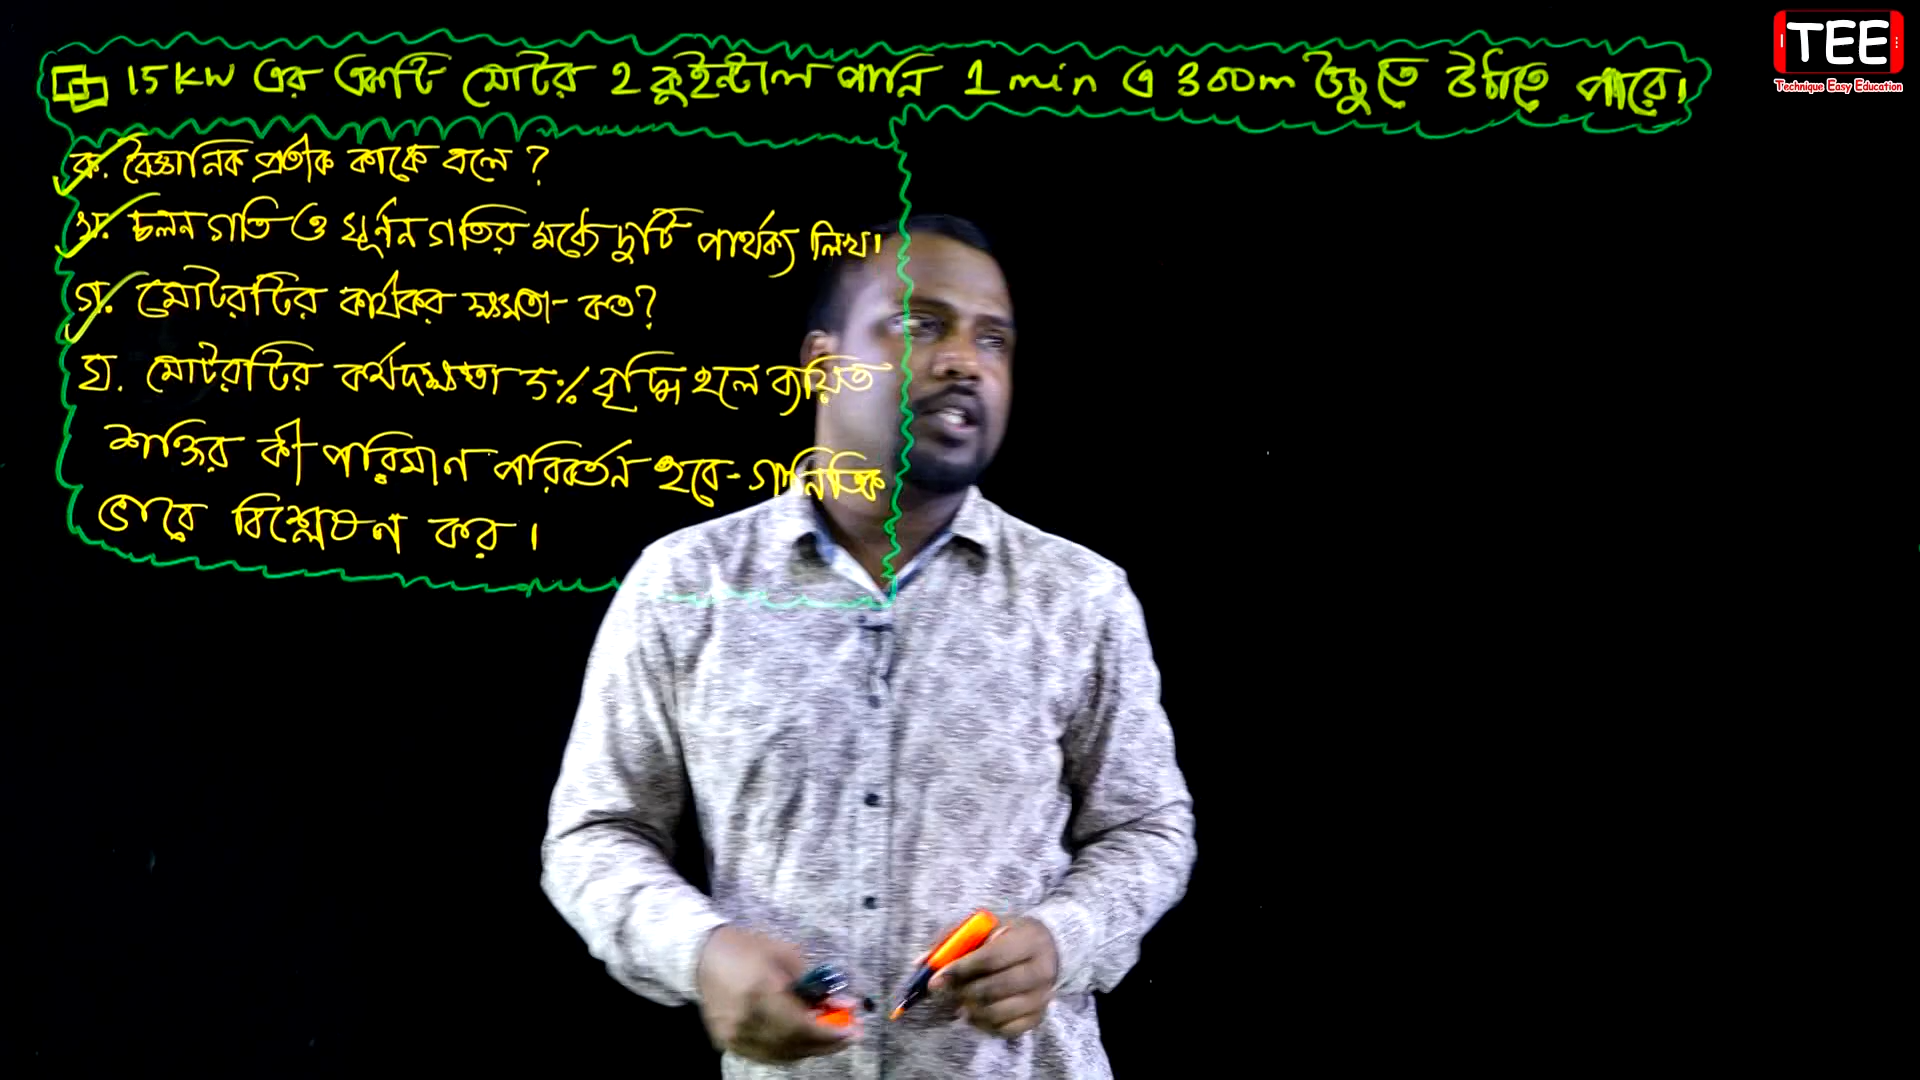 TEE
Technique Easy Education
15 KW এর একটি মোটর 2 কুইন্টাল পানি 1 min এ 300m উঁচুতে উঠাতে পারে।
ক. বৈজ্ঞানিক প্রতীক কাকে বলে ?
খ. চলন গতি ও ঘূর্ণন গতির মধ্যে দুটি পার্থক্য লিখ।
গ. মোটরটির কার্যকর ক্ষমতা কত?
ঘ. মোটরটির কর্মদক্ষতা 5% বৃদ্ধি হলে ব্যয়িত
শক্তির কী পরিমান পরিবর্তন হবে- গানিতিক
ভাবে বিশ্লেষণ কর।